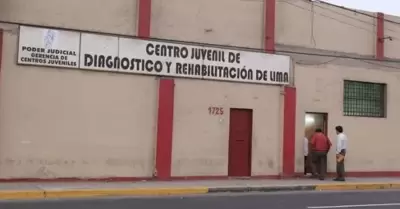 PODER JUDICIAL
GERENCIA DE
CENTROS JUVENILES
CENTRO JUVENIL DE
DIAGNOSTICO Y REHABILITACIÓN DE LIMA
1725